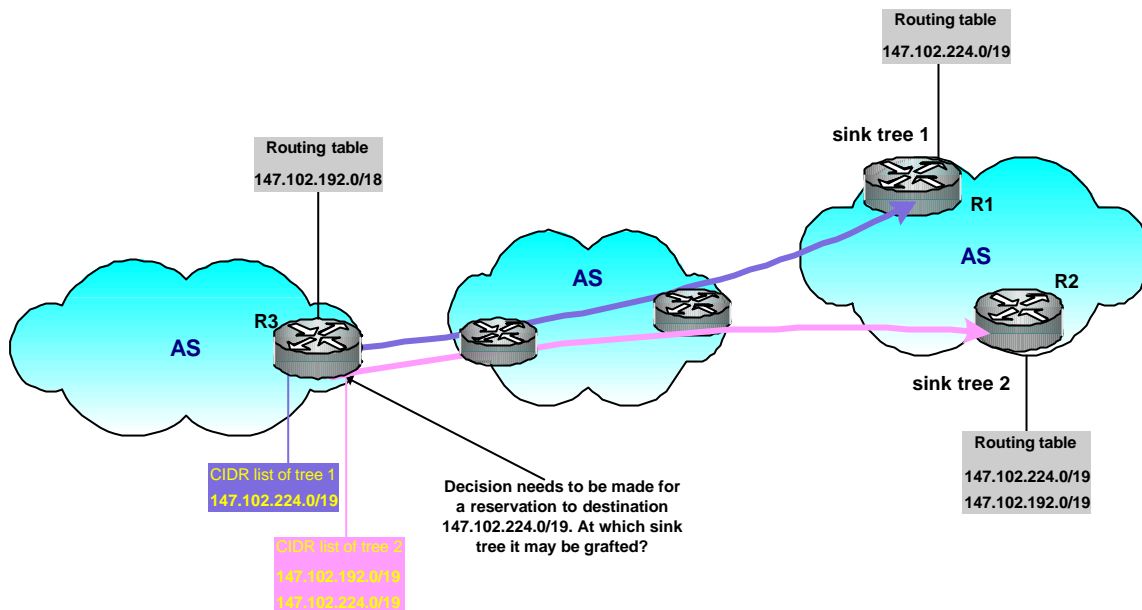 Routing table
147.102.224.0/19
sink tree 1
Routing table
147.102.192.0/18
R1
AS
AS
R2
R3
AS
sink tree 2
CIDR list of tree 1
147.102.224.0/19
Decision needs to be made for
a reservation to destination
147.102.224.0/19. At which sink
tree it may be grafted?
Routing table
147.102.224.0/19
147.102.192.0/19
CIDR list of tree 2
147.102.192.0/19
147.102.224.0/19